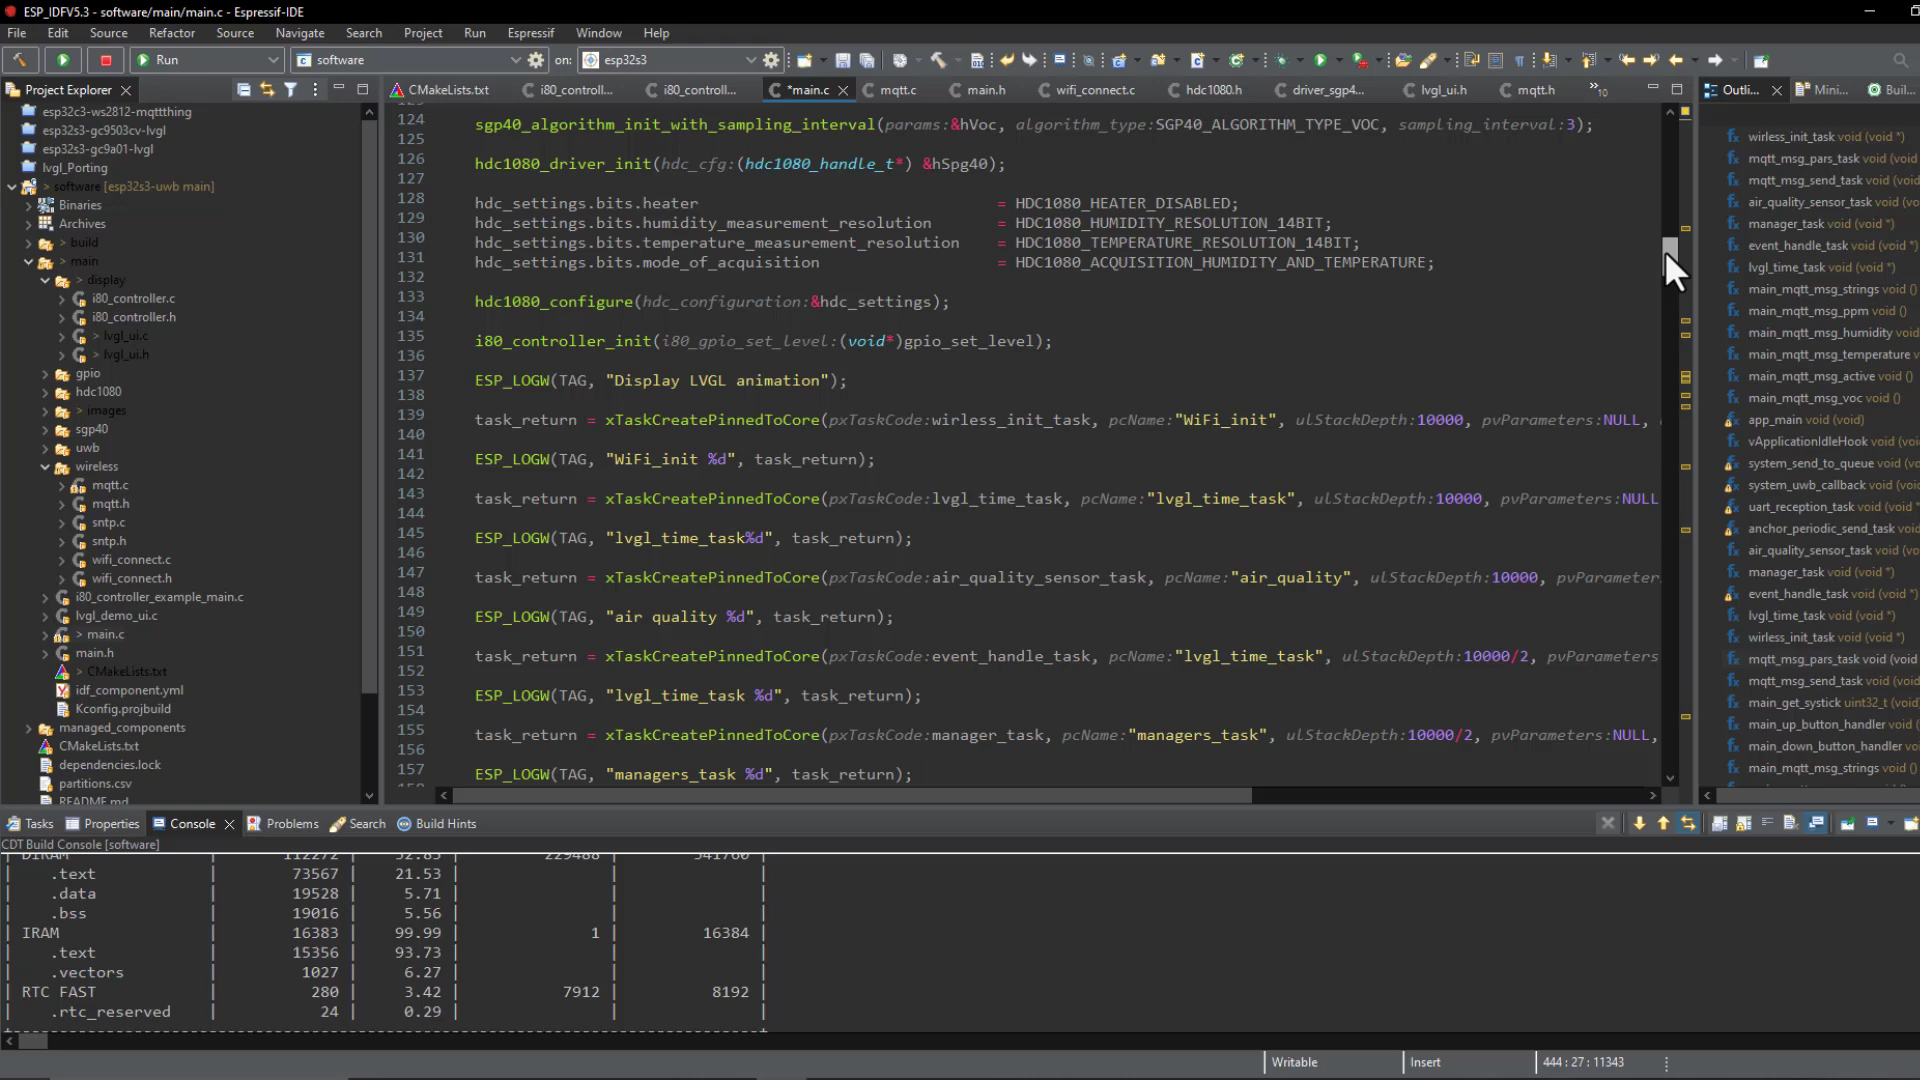 ESP_IDFV5.3 - software/main/main.c - Espressif-IDE
File Edit Source Refactor Source Navigate Search Project Run Espressif Window Help
Run software on: esp32s3
Project Explorer
esp32c3-ws2812-mqttthing
esp32s3-gc9503cv-lvgl
esp32s3-gc9a01-lvgl
lvgl_Porting
> software [esp32s3-uwb main]
Binaries
Archives
> build
> main
> display
i80_controller.c
i80_controller.h
> lvgl_ui.c
> lvgl_ui.h
gpio
hdc1080
> images
sgp40
uwb
wireless
mqtt.c
mqtt.h
sntp.c
sntp.h
wifi_connect.c
wifi_connect.h
i80_controller_example_main.c
lvgl_demo_ui.c
> main.c
main.h
> CMakeLists.txt
idf_component.yml
Kconfig.projbuild
managed_components
CMakeLists.txt
dependencies.lock
partitions.csv
README.md
CMakeLists.txt i80_controll... i80_controll... *main.c mqtt.c main.h wifi_connect.c hdc1080.h driver_sgp4... lvgl_ui.h mqtt.h »10
124 sgp40_algorithm_init_with_sampling_interval(params:&hVoc, algorithm_type:SGP40_ALGORITHM_TYPE_VOC, sampling_interval:3);
125
126 hdc1080_driver_init(hdc_cfg:(hdc1080_handle_t*) &hSpg40);
127
128 hdc_settings.bits.heater = HDC1080_HEATER_DISABLED;
129 hdc_settings.bits.humidity_measurement_resolution = HDC1080_HUMIDITY_RESOLUTION_14BIT;
130 hdc_settings.bits.temperature_measurement_resolution = HDC1080_TEMPERATURE_RESOLUTION_14BIT;
131 hdc_settings.bits.mode_of_acquisition = HDC1080_ACQUISITION_HUMIDITY_AND_TEMPERATURE;
132
133 hdc1080_configure(hdc_configuration:&hdc_settings);
134
135 i80_controller_init(i80_gpio_set_level:(void*)gpio_set_level);
136
137 ESP_LOGW(TAG, "Display LVGL animation");
138
139 task_return = xTaskCreatePinnedToCore(pxTaskCode:wirless_init_task, pcName:"WiFi_init", ulStackDepth:10000, pvParameters:NULL,
140
141 ESP_LOGW(TAG, "WiFi_init %d", task_return);
142
143 task_return = xTaskCreatePinnedToCore(pxTaskCode:lvgl_time_task, pcName:"lvgl_time_task", ulStackDepth:10000, pvParameters:NULL
144
145 ESP_LOGW(TAG, "lvgl_time_task%d", task_return);
146
147 task_return = xTaskCreatePinnedToCore(pxTaskCode:air_quality_sensor_task, pcName:"air_quality", ulStackDepth:10000, pvParameters:
148
149 ESP_LOGW(TAG, "air quality %d", task_return);
150
151 task_return = xTaskCreatePinnedToCore(pxTaskCode:event_handle_task, pcName:"lvgl_time_task", ulStackDepth:10000/2, pvParameters
152
153 ESP_LOGW(TAG, "lvgl_time_task %d", task_return);
154
155 task_return = xTaskCreatePinnedToCore(pxTaskCode:manager_task, pcName:"managers_task", ulStackDepth:10000/2, pvParameters:NULL,
156
157 ESP_LOGW(TAG, "managers_task %d", task_return);
Outli... Mini... Buil...
wirless_init_task void (void *)
mqtt_msg_pars_task
mqtt_msg_send_task void
air_quality_sensor_task void
manager_task void (void *)
event_handle_task void (void
lvgl_time_task void (void *)
main_mqtt_msg_strings void (
main_mqtt_msg_ppm void ()
main_mqtt_msg_humidity void
main_mqtt_msg_temperature v
main_mqtt_msg_active void ()
main_mqtt_msg_voc void ()
app_main void (void)
vApplicationIdleHook void (
system_send_to_queue void (
system_uwb_callback void
uart_reception_task void (void *
anchor_periodic_send_task void
air_quality_sensor_task void
manager_task void (void *)
event_handle_task void (void
lvgl_time_task void (void *)
wirless_init_task void (void *)
mqtt_msg_pars_task void (void
mqtt_msg_send_task void (void
main_get_systick uint32_t (void)
main_up_button_handler void
main_down_button_handler void
main_mqtt_msg_strings void ()
Tasks Properties Console Problems Search Build Hints
CDT Build Console [software]
| DIRAM | 112272 | 32.85 | 229488 | 341760 |
| .text | 73567 | 21.53 | | |
| .data | 19528 | 5.71 | | |
| .bss | 19016 | 5.56 | | |
| IRAM | 16383 | 99.99 | 1 | 16384 |
| .text | 15356 | 93.73 | | |
| .vectors | 1027 | 6.27 | | |
| RTC FAST | 280 | 3.42 | 7912 | 8192 |
| .rtc_reserved | 24 | 0.29 | | |
Writable Insert 444 : 27 : 11343